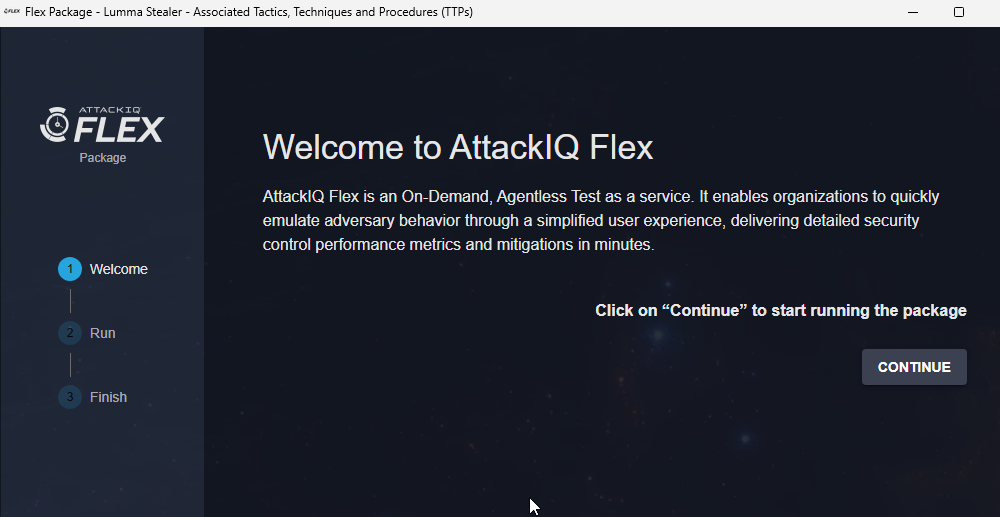 FLEX Flex Package - Lumma Stealer - Associated Tactics, Techniques and Procedures (TTPs)
ATTACKIQ
FLEX
Package
1 Welcome
2 Run
3 Finish
Welcome to AttackIQ Flex
AttackIQ Flex is an On-Demand, Agentless Test as a service. It enables organizations to quickly
emulate adversary behavior through a simplified user experience, delivering detailed security
control performance metrics and mitigations in minutes.
Click on “Continue” to start running the package
CONTINUE